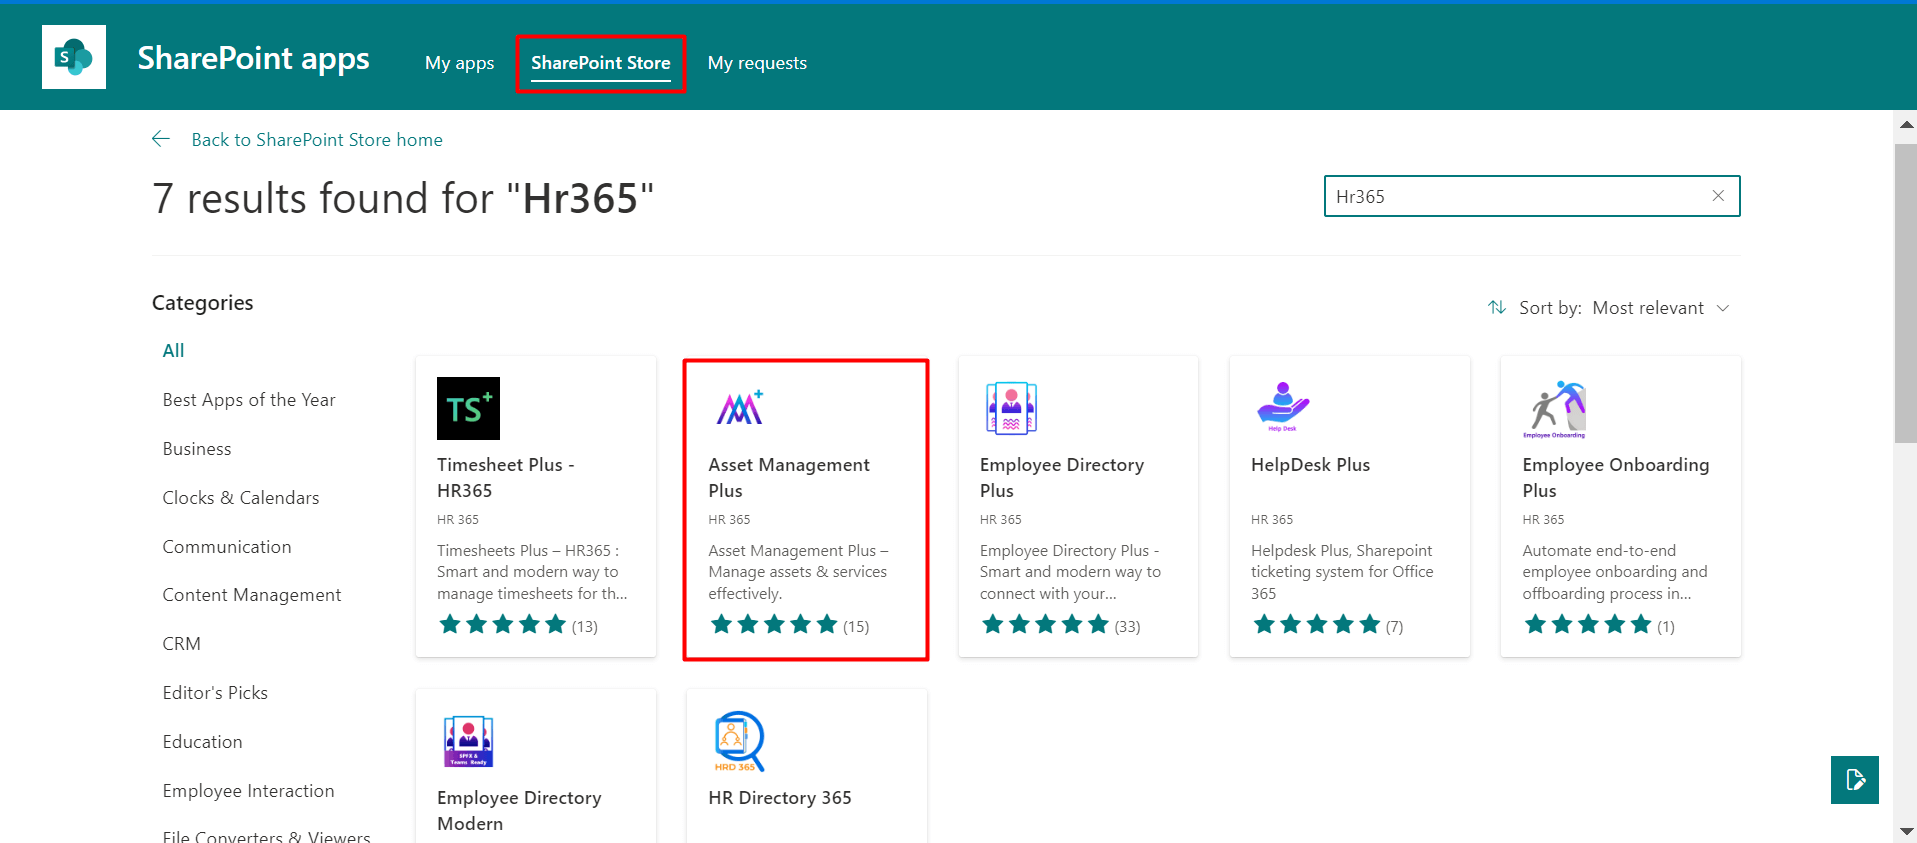 S
SharePoint apps
My apps
SharePoint Store
My requests
Back to SharePoint Store home
7 results found for "Hr365"
Hr365
Categories
Sort by: Most relevant
All
Best Apps of the Year
Business
Clocks & Calendars
Communication
Content Management
CRM
Editor's Picks
Education
Employee Interaction
File Converters & Viewers
TS+
Timesheet Plus -
HR365
HR 365
Timesheets Plus – HR365 :
Smart and modern way to
manage timesheets for th...
(13)
Asset Management
Plus
HR 365
Asset Management Plus –
Manage assets & services
effectively.
(15)
Employee Directory
Plus
HR 365
Employee Directory Plus -
Smart and modern way to
connect with your...
(33)
Help Desk
HelpDesk Plus
HR 365
Helpdesk Plus, Sharepoint
ticketing system for Office
365
(7)
Employee Onboarding
Employee Onboarding
Plus
HR 365
Automate end-to-end
employee onboarding and
offboarding process in...
(1)
SPFX &
Teams Ready
Employee Directory
Modern
HRD 365
HR Directory 365